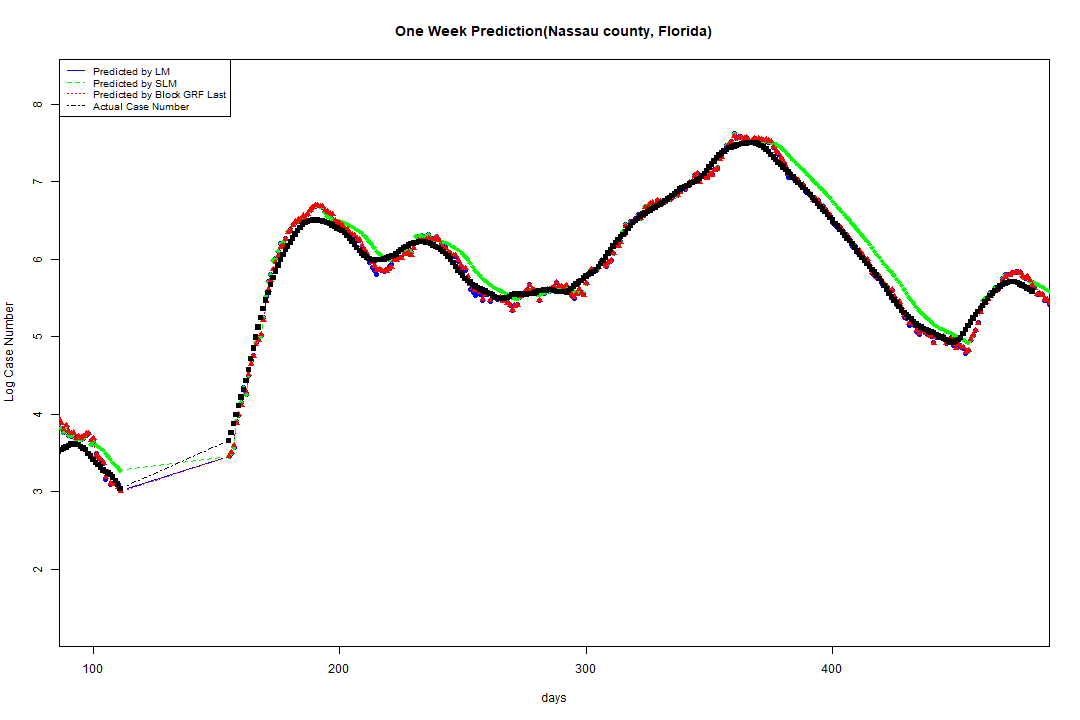 One Week Prediction(Nassau county, Florida)
Predicted by LM
Predicted by SLM
Predicted by Block GRF Last
Actual Case Number
8
7
6
5
4
3
2
Log Case Number
100 200 300 400
days